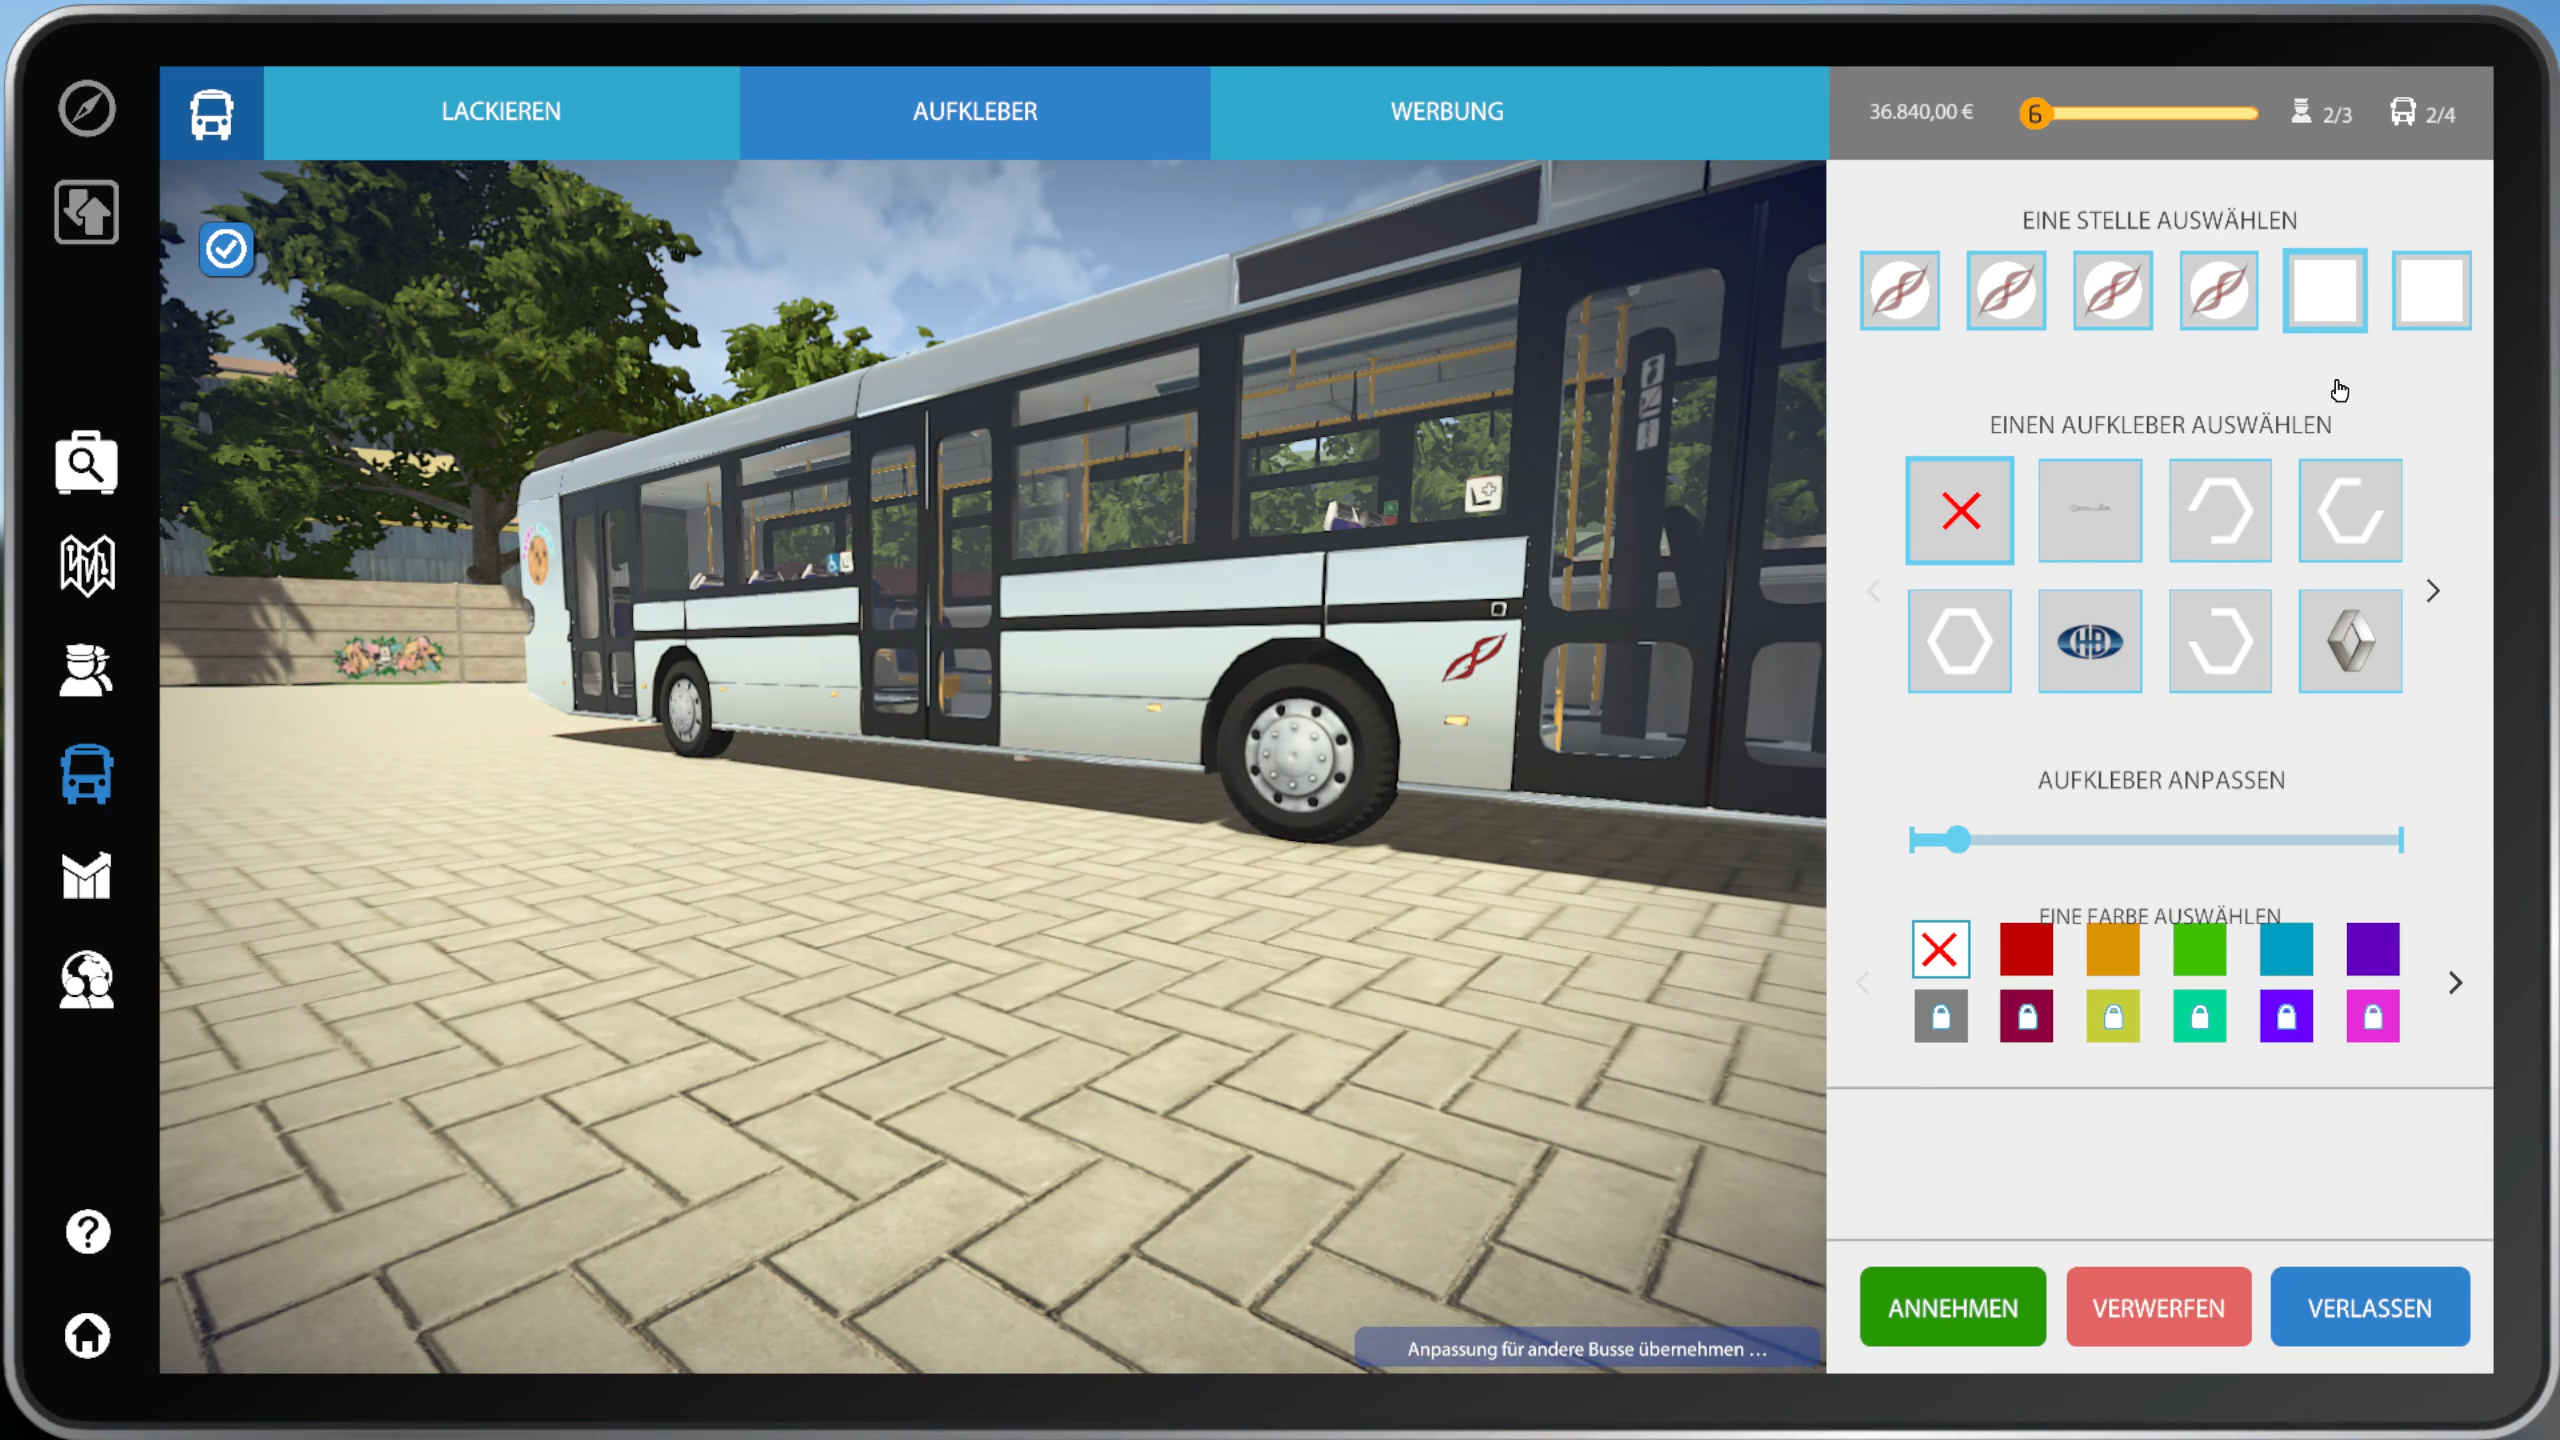 LACKIEREN
AUFKLEBER
WERBUNG
36.840,00 €
6
2/3
2/4
EINE STELLE AUSWÄHLEN
EINEN AUFKLEBER AUSWÄHLEN
HB
AUFKLEBER ANPASSEN
EINE FARBE AUSWÄHLEN
ANNEHMEN
VERWERFEN
VERLASSEN
Anpassung für andere Busse übernehmen ...